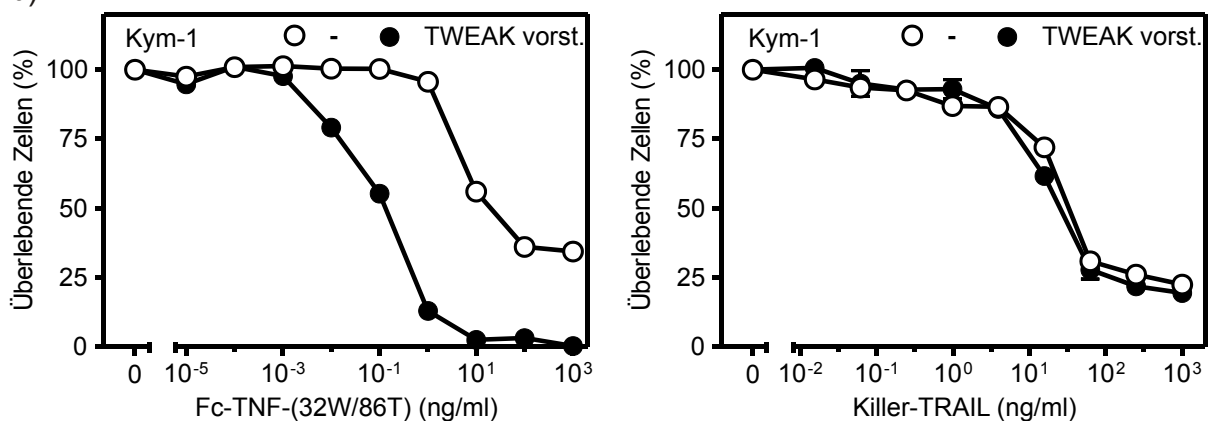 Kym-1 - TWEAK vorst.
Überlebende Zellen (%)
100
75
50
25
0
0 10⁻⁵ 10⁻³ 10⁻¹ 10¹ 10³
Fc-TNF-(32W/86T) (ng/ml)
Kym-1 - TWEAK vorst.
Überlebende Zellen (%)
100
75
50
25
0
0 10⁻² 10⁻¹ 10⁰ 10¹ 10² 10³
Killer-TRAIL (ng/ml)